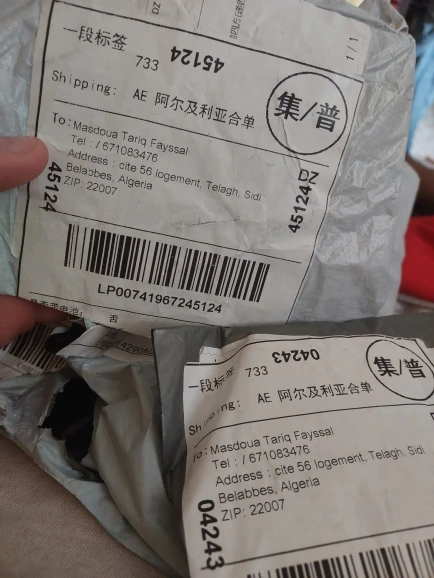 一段标签
733
45124
1/1
Shipping: AE 阿尔及利亚合单
集/普
To: Masdoua Tariq Fayssal
Tel : / 671083476
Address : cite 56 logement, Telagh, Sidi
Belabbes, Algeria
ZIP: 22007
45124
DZ
45124
LP00741967245124
否
一段标签
733
04243
集/普
AE 阿尔及利亚合单
To: Masdoua Tariq Fayssal
Tel : / 671083476
Address : cite 56 logement, Telagh, Sidi
Belabbes, Algeria
ZIP: 22007
04243